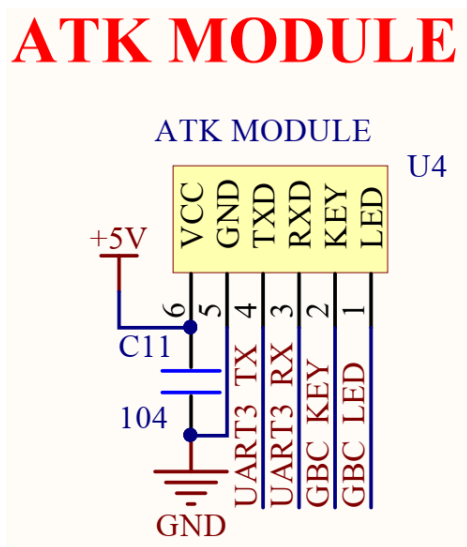 ATK MODULE
ATK MODULE
U4
VCC
GND
TXD
RXD
KEY
LED
+5V
6
5
4
3
2
1
C11
104
UART3 TX
UART3 RX
GBC KEY
GBC LED
GND